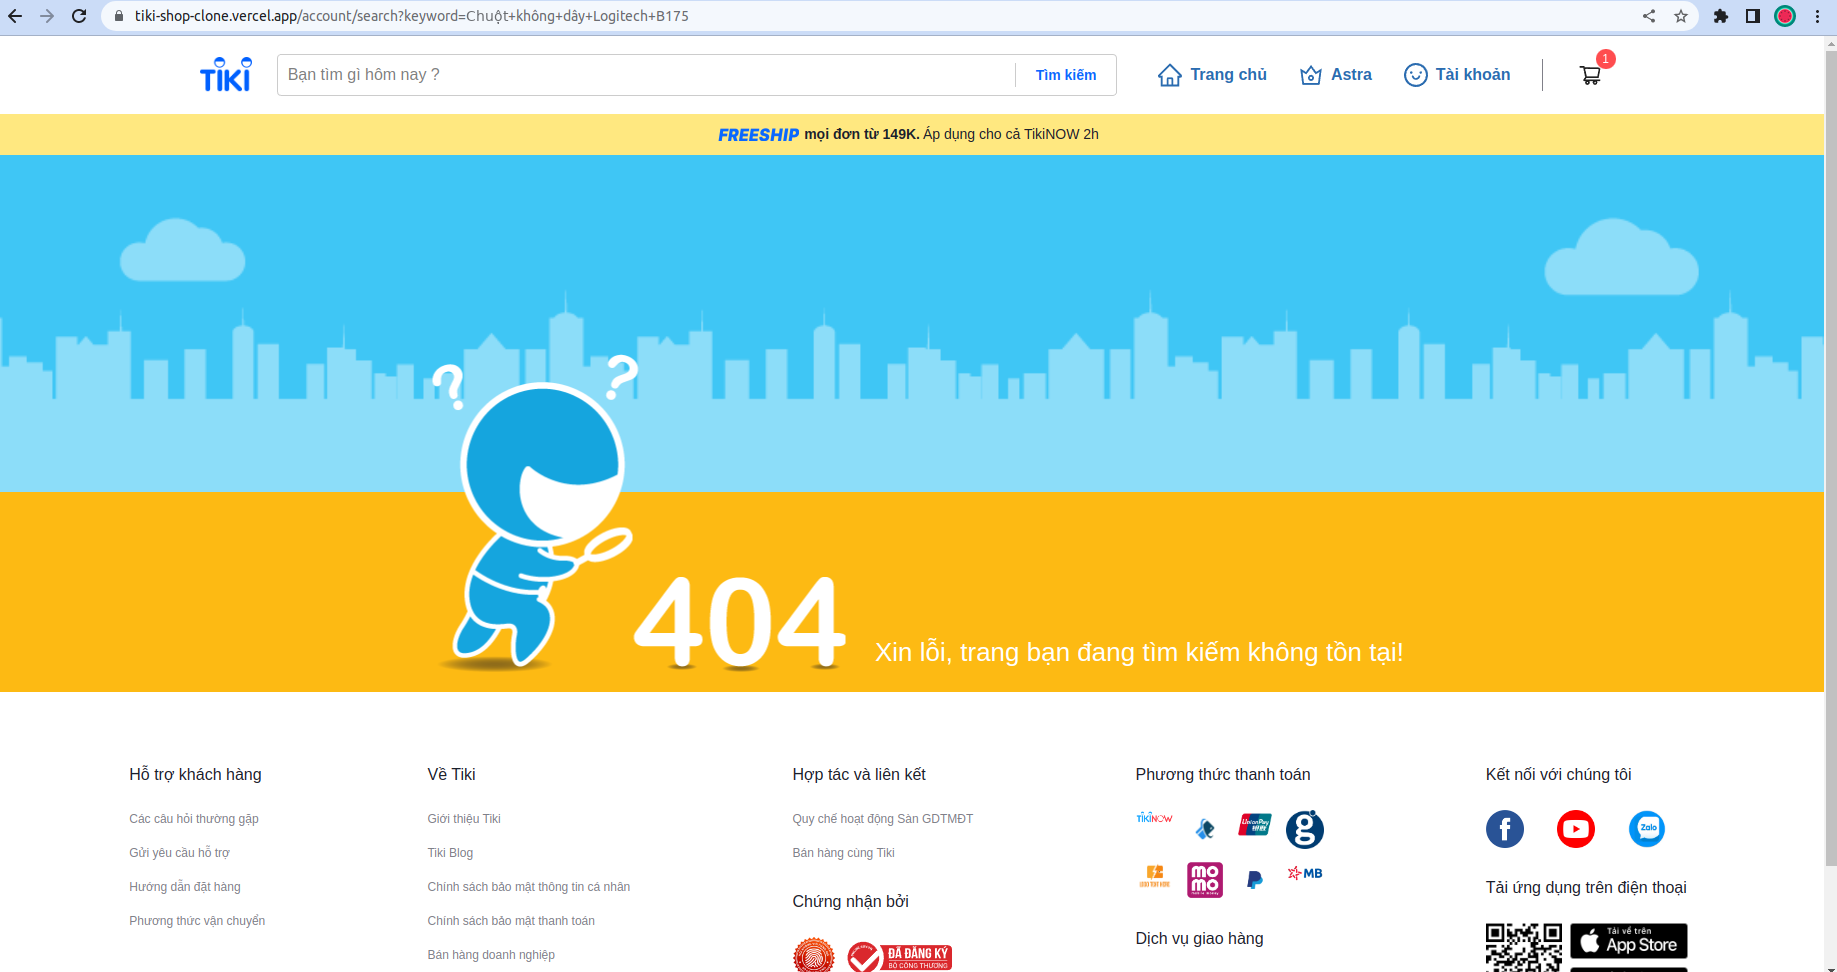 tiki-shop-clone.vercel.app/account/search?keyword=Chuột+không+dây+Logitech+B175
TIKI
Bạn tìm gì hôm nay ?
Tìm kiếm
Trang chủ
Astra
Tài khoản
1
FREESHIP mọi đơn từ 149K. Áp dụng cho cả TikiNOW 2h
? ?
404
Xin lỗi, trang bạn đang tìm kiếm không tồn tại!
Hỗ trợ khách hàng
Các câu hỏi thường gặp
Gửi yêu cầu hỗ trợ
Hướng dẫn đặt hàng
Phương thức vận chuyển
Về Tiki
Giới thiệu Tiki
Tiki Blog
Chính sách bảo mật thông tin cá nhân
Chính sách bảo mật thanh toán
Bán hàng doanh nghiệp
Hợp tác và liên kết
Quy chế hoạt động Sàn GDTMĐT
Bán hàng cùng Tiki
Chứng nhận bởi
ĐÃ ĐĂNG KÝ
BỘ CÔNG THƯƠNG
Phương thức thanh toán
TIKINOW
UnionPay
银联
g
mo
mo
MB
Dịch vụ giao hàng
Kết nối với chúng tôi
f
Zalo
Tải ứng dụng trên điện thoại
Tải về trên
App Store